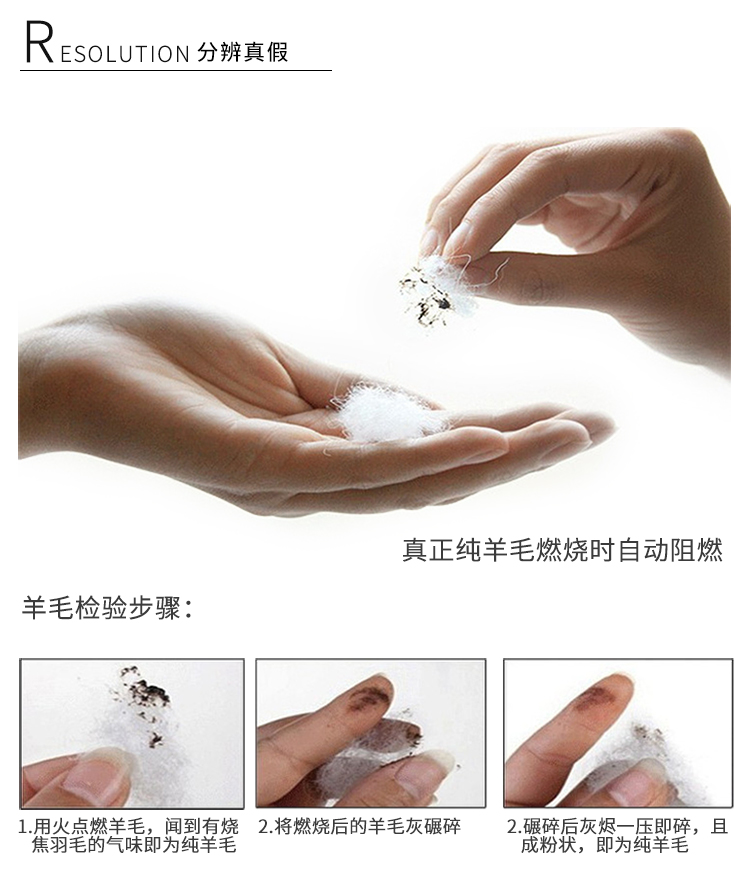 RESOLUTION 分辨真假
真正纯羊毛燃烧时自动阻燃
羊毛检验步骤：
1.用火点燃羊毛，闻到有烧
焦羽毛的气味即为纯羊毛
2.将燃烧后的羊毛灰碾碎
2.碾碎后灰烬一压即碎，且
成粉状，即为纯羊毛